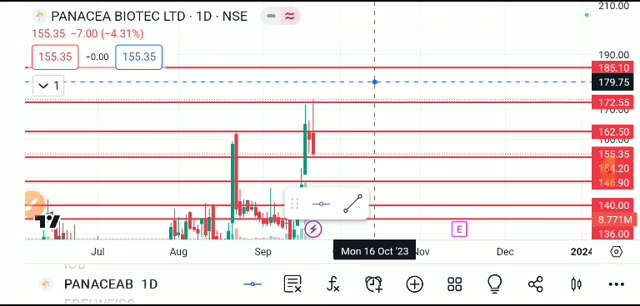 PANACEA BIOTEC LTD · 1D · NSE
155.35 −7.00 (−4.31%)
155.35 −0.00 155.35
1
210.00
190.00
185.10
179.75
172.55
162.50
155.35
154.20
146.90
140.00
8.771M
136.00
E
Jul Aug Sep Mon 16 Oct '23 Nov Dec 2024
PANACEAB 1D